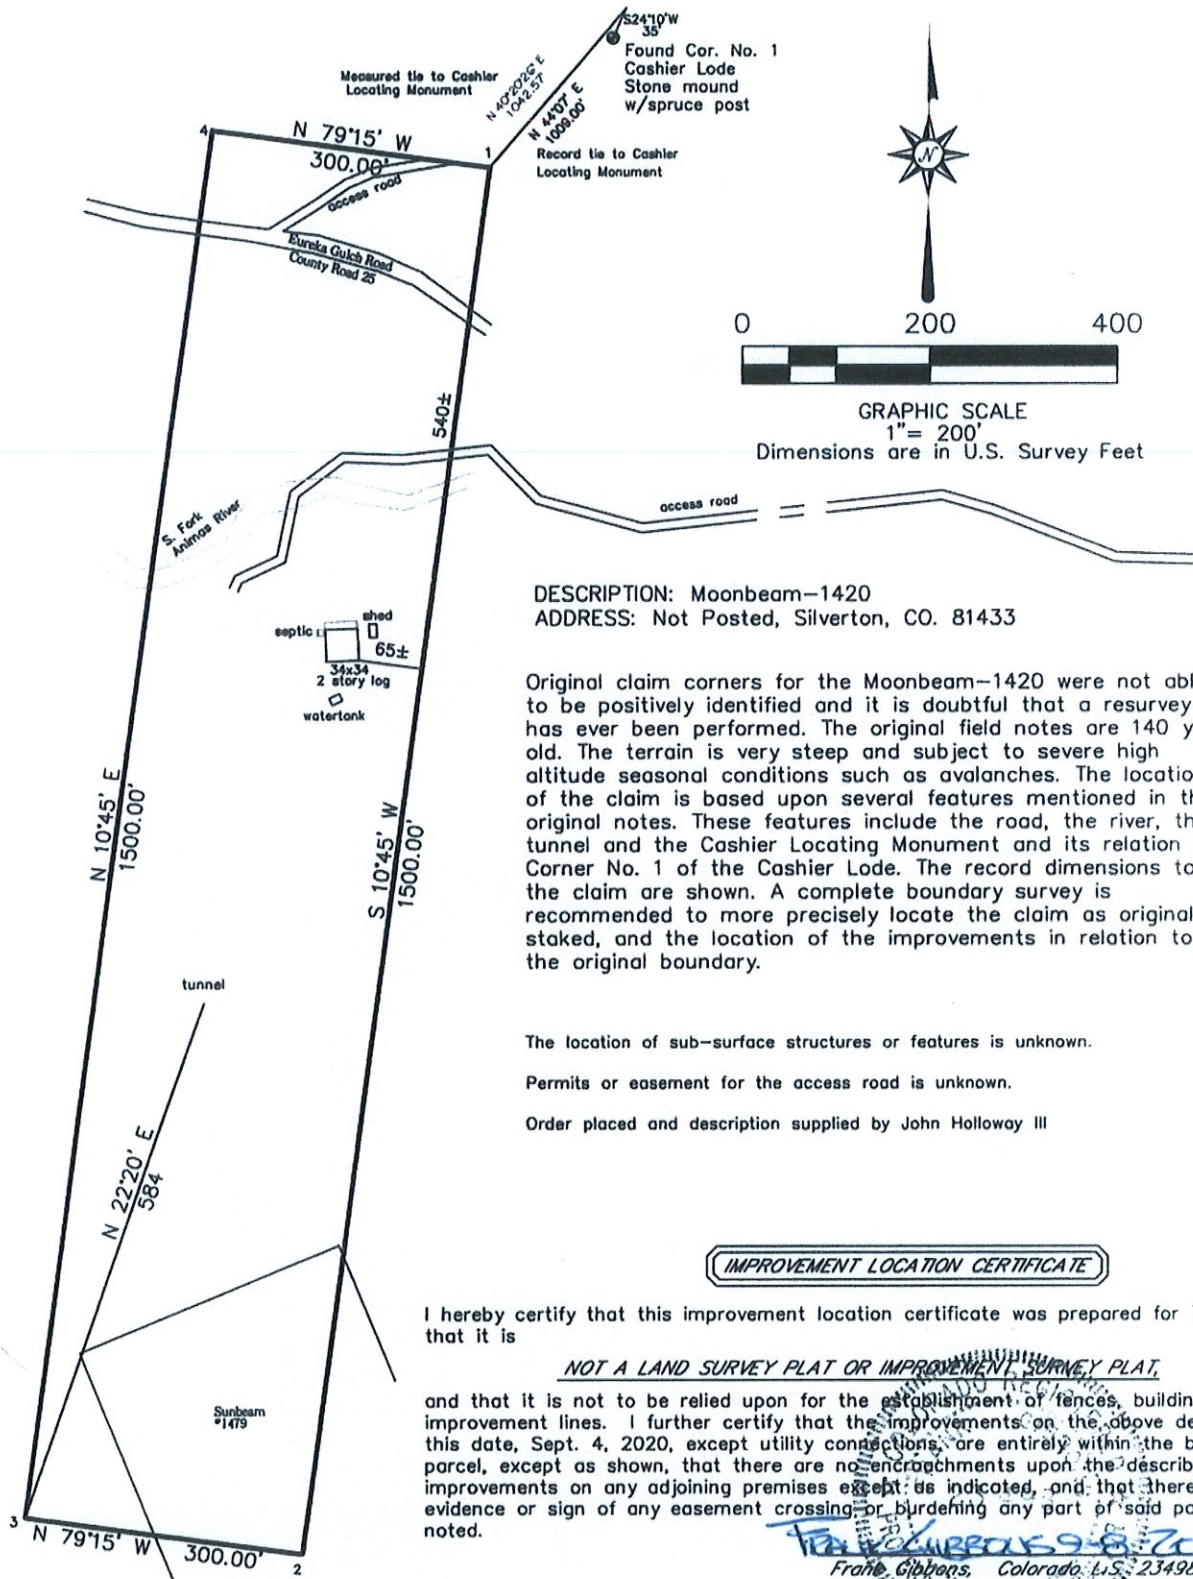 S24°10'W
35'
Found Cor. No. 1
Cashier Lode
Stone mound
w/spruce post
Measured tie to Cashier
Locating Monument
N 40°20'26" E
1042.57'
N 44°07' E
1009.00'
Record tie to Cashier
Locating Monument
4
N 79°15' W
300.00'
1
access road
Eureka Gulch Road
County Road 25
N
0 200 400
GRAPHIC SCALE
1"= 200'
Dimensions are in U.S. Survey Feet
540±
access road
S. Fork
Animas River
DESCRIPTION: Moonbeam-1420
ADDRESS: Not Posted, Silverton, CO. 81433
septic
shed
65±
34x34
2 story log
watertank
Original claim corners for the Moonbeam-1420 were not abl
to be positively identified and it is doubtful that a resurvey
has ever been performed. The original field notes are 140 y
old. The terrain is very steep and subject to severe high
altitude seasonal conditions such as avalanches. The locatio
of the claim is based upon several features mentioned in th
original notes. These features include the road, the river, th
tunnel and the Cashier Locating Monument and its relation
Corner No. 1 of the Cashier Lode. The record dimensions to
the claim are shown. A complete boundary survey is
recommended to more precisely locate the claim as original
staked, and the location of the improvements in relation to
the original boundary.
N 10°45' E
1500.00'
S 10°45' W
1500.00'
tunnel
N 22°20' E
584
The location of sub-surface structures or features is unknown.
Permits or easement for the access road is unknown.
Order placed and description supplied by John Holloway III
IMPROVEMENT LOCATION CERTIFICATE
I hereby certify that this improvement location certificate was prepared for
that it is
NOT A LAND SURVEY PLAT OR IMPROVEMENT SURVEY PLAT,
and that it is not to be relied upon for the establishment of fences, buildin
improvement lines. I further certify that the improvements on the above de
this date, Sept. 4, 2020, except utility connections, are entirely within the b
parcel, except as shown, that there are no encroachments upon the describ
improvements on any adjoining premises except as indicated, and that there
evidence or sign of any easement crossing or burdening any part of said pa
noted.
Sunbeam
#1479
3
N 79°15' W 300.00'
2
Frank Gibbons 9-8-20
Frank Gibbons, Colorado L.S. 23498